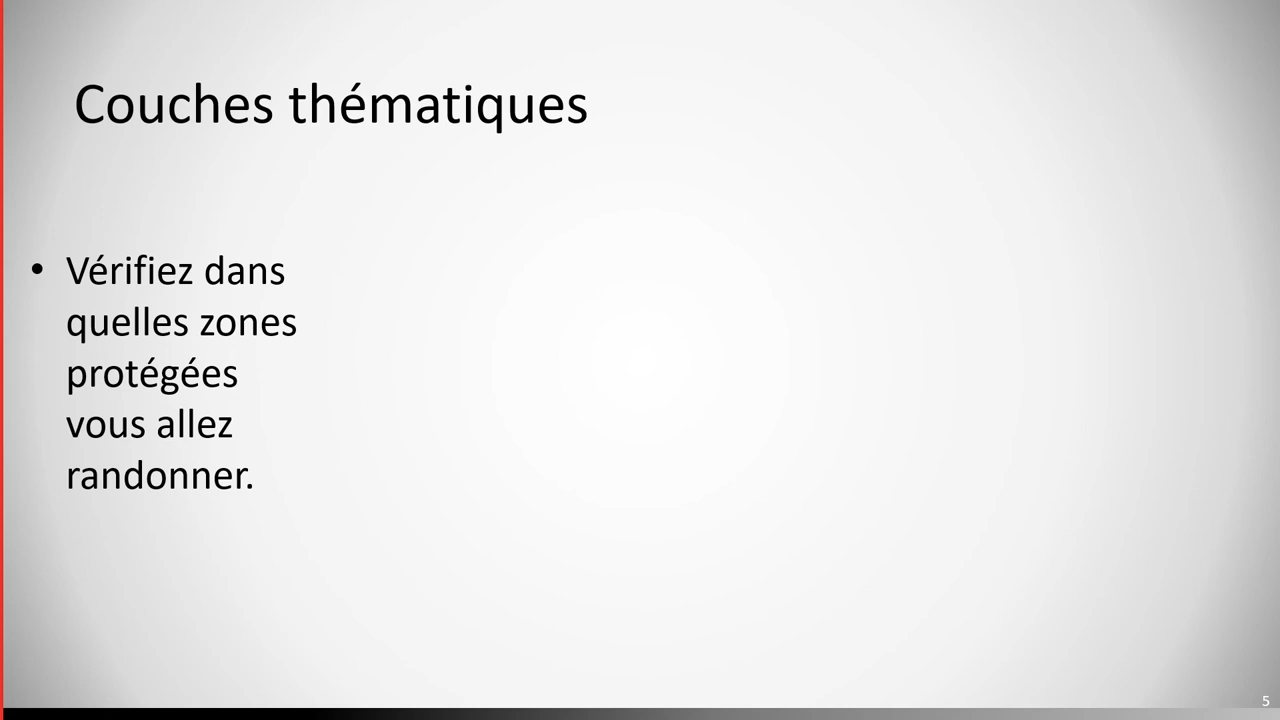 Couches thématiques
• Vérifiez dans
quelles zones
protégées
vous allez
randonner.
5